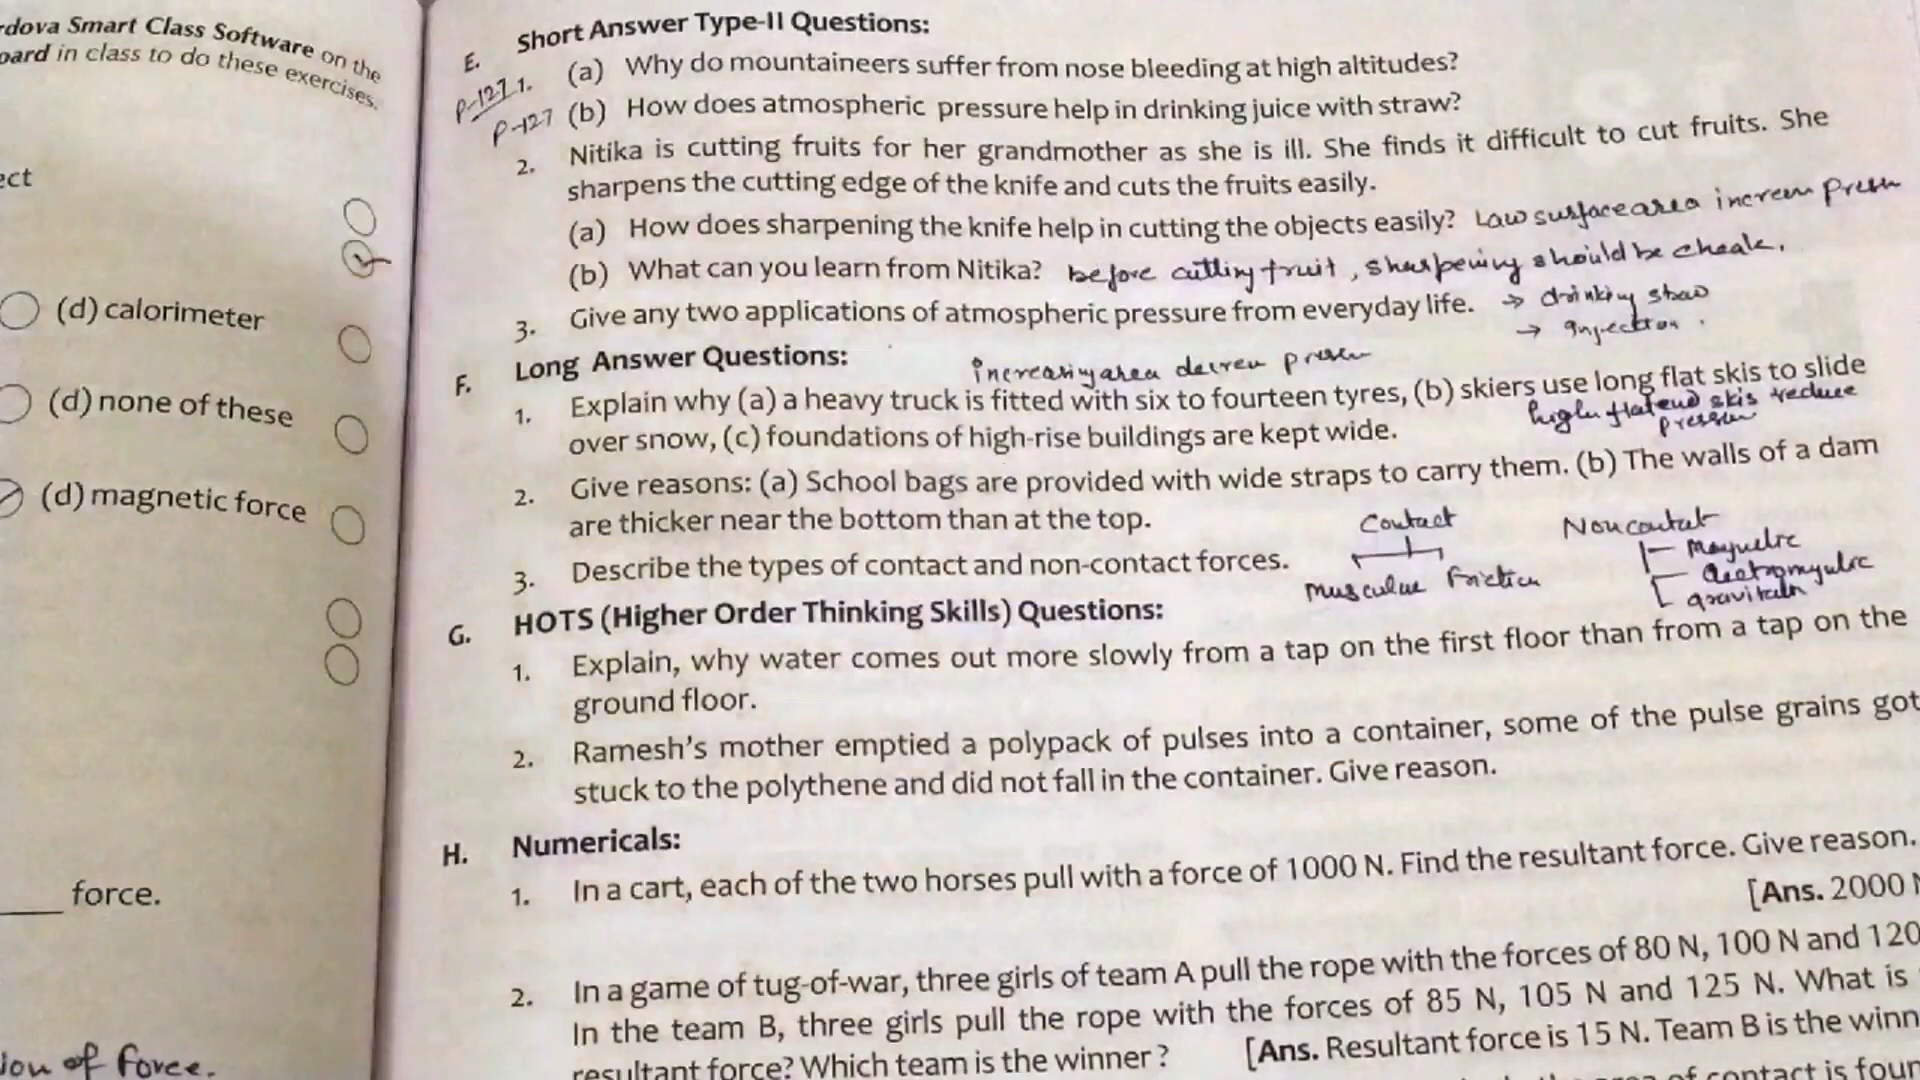 rdova Smart Class Software on the
oard in class to do these exercises.
ect
(d) calorimeter
(d) none of these
(d) magnetic force
force.
ion of force.
E. Short Answer Type-II Questions:
P-127 1. (a) Why do mountaineers suffer from nose bleeding at high altitudes?
P-127 (b) How does atmospheric pressure help in drinking juice with straw?
2. Nitika is cutting fruits for her grandmother as she is ill. She finds it difficult to cut fruits. She
sharpens the cutting edge of the knife and cuts the fruits easily.
(a) How does sharpening the knife help in cutting the objects easily? Law surface area
(b) What can you learn from Nitika? before cutting fruit, sharpening should be cheak.
3. Give any two applications of atmospheric pressure from everyday life. → drinking straw
→ Injection.
F. Long Answer Questions:
increasing area
1. Explain why (a) a heavy truck is fitted with six to fourteen tyres, (b) skiers use long flat skis to slide
skis reduce
over snow, (c) foundations of high-rise buildings are kept wide.
2. Give reasons: (a) School bags are provided with wide straps to carry them. (b) The walls of a dam
are thicker near the bottom than at the top.
Contact Non contact
3. Describe the types of contact and non-contact forces.
Friction
G. HOTS (Higher Order Thinking Skills) Questions:
1. Explain, why water comes out more slowly from a tap on the first floor than from a tap on the
ground floor.
2. Ramesh's mother emptied a polypack of pulses into a container, some of the pulse grains got
stuck to the polythene and did not fall in the container. Give reason.
H. Numericals:
1. In a cart, each of the two horses pull with a force of 1000 N. Find the resultant force. Give reason.
[Ans. 2000 N
2. In a game of tug-of-war, three girls of team A pull the rope with the forces of 80 N, 100 N and 120
In the team B, three girls pull the rope with the forces of 85 N, 105 N and 125 N. What is
resultant force? Which team is the winner? [Ans. Resultant force is 15 N. Team B is the winn
of contact is foun